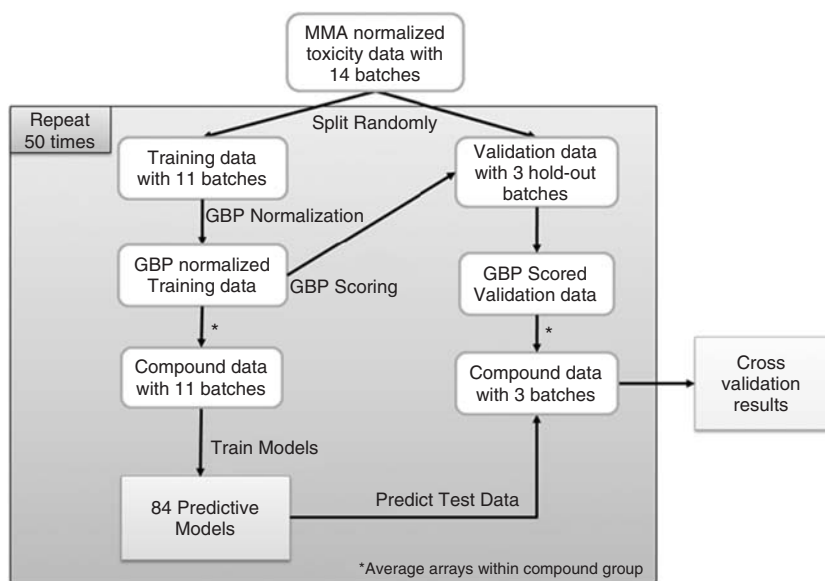 MMA normalized
toxicity data with
14 batches
Repeat
50 times
Split Randomly
Training data
with 11 batches
Validation data
with 3 hold-out
batches
GBP Normalization
GBP normalized
Training data
GBP Scoring
GBP Scored
Validation data
*
*
Compound data
with 11 batches
Compound data
with 3 batches
Cross
validation
results
Train Models
84 Predictive
Models
Predict Test Data
*Average arrays within compound group